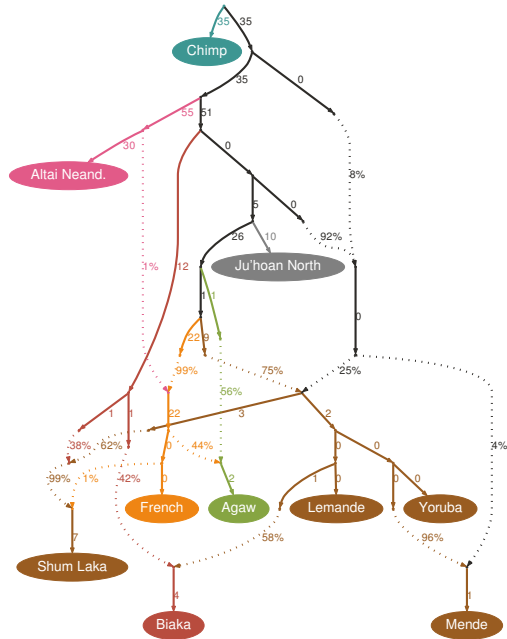 35 35
Chimp
35 0
55 51
30 0
Altai Neand.
8%
5 0
26 10 92%
1% 12 Ju'hoan North
1 1
0
22 9
99% 75% 25%
56%
1 1 3 22 2
38% 62% 0 44% 0 0 4%
99% 1% 42% 0 2 1 0 0 0
French Agaw Lemande Yoruba
7 58% 96%
Shum Laka
4 1
Biaka Mende